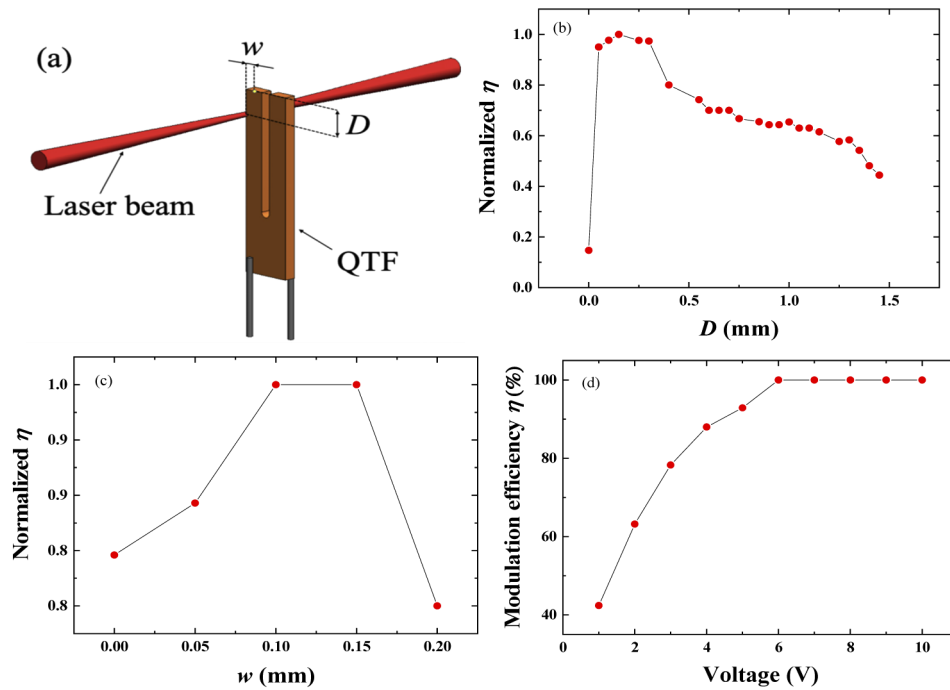 (a)
w
D
Laser beam
QTF
(b)
Normalized η
1.0
0.8
0.6
0.4
0.2
0.0
0.0 0.5 1.0 1.5
D (mm)
(c)
Normalized η
1.0
0.9
0.9
0.8
0.8
0.00 0.05 0.10 0.15 0.20
w (mm)
(d)
Modulation efficiency η (%)
100
80
60
40
0 2 4 6 8 10
Voltage (V)